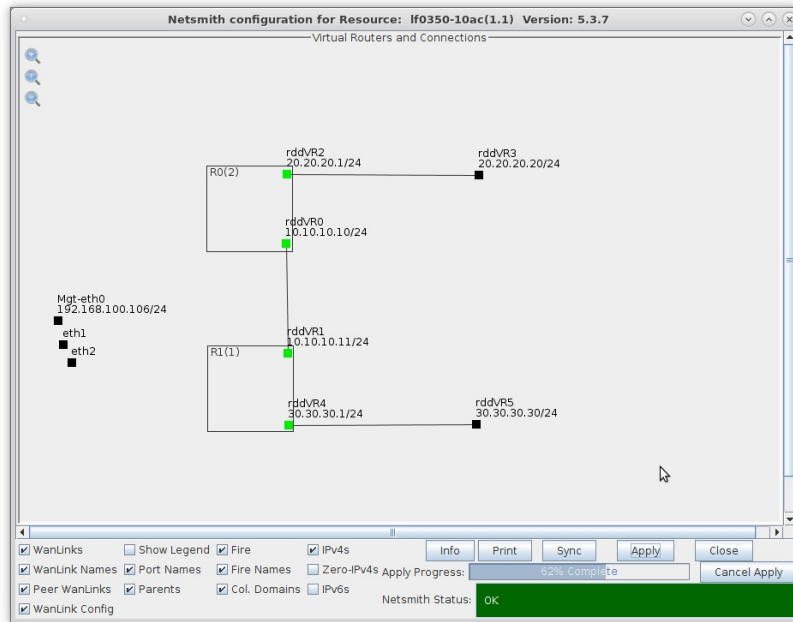 Netsmith configuration for Resource: lf0350-10ac(1.1) Version: 5.3.7
Virtual Routers and Connections
rddVR2
20.20.20.1/24
rddVR3
20.20.20.20/24
R0(2)
rddVR0
10.10.10.10/24
Mgt-eth0
192.168.100.106/24
eth1
eth2
rddVR1
10.10.10.11/24
R1(1)
rddVR4
30.30.30.1/24
rddVR5
30.30.30.30/24
WanLinks Show Legend Fire IPv4s Info Print Sync Apply Close
WanLink Names Port Names Fire Names Zero-IPv4s Apply Progress: 62% Complete Cancel Apply
Peer WanLinks Parents Col. Domains IPv6s Netsmith Status: OK
WanLink Config